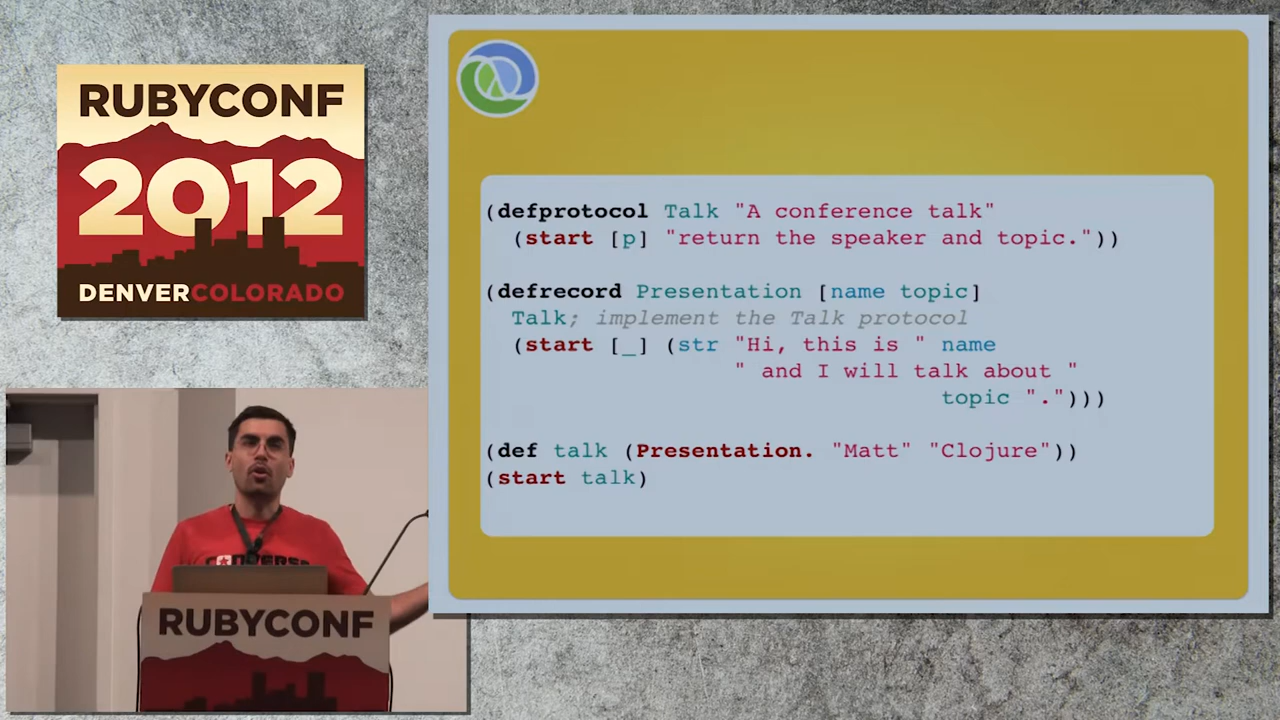 RUBYCONF
2012
DENVERCOLORADO
(defprotocol Talk "A conference talk"
(start [p] "return the speaker and topic."))
(defrecord Presentation [name topic]
Talk; implement the Talk protocol
(start [_] (str "Hi, this is " name
" and I will talk about "
topic ".")))
(def talk (Presentation. "Matt" "Clojure"))
(start talk)
CONVERSE
RUBYCONF